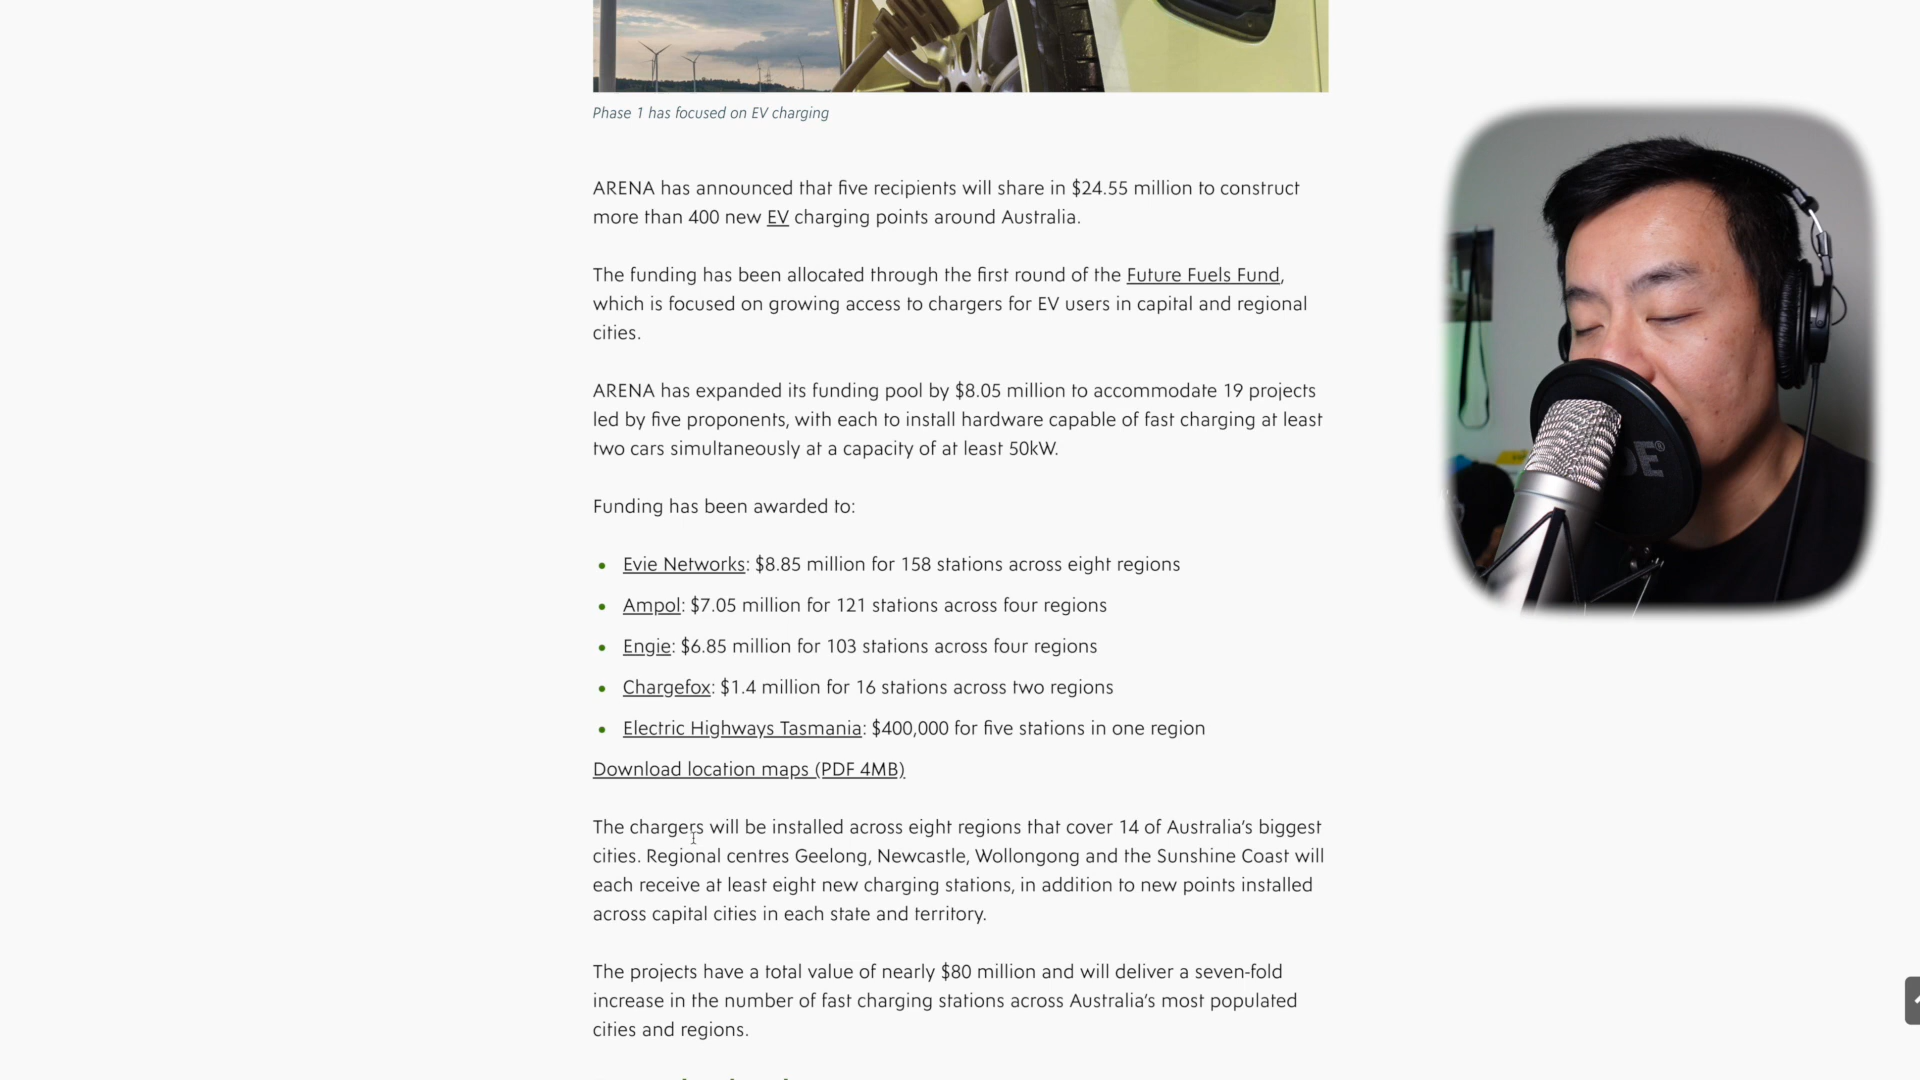 Phase 1 has focused on EV charging
ARENA has announced that five recipients will share in $24.55 million to construct
more than 400 new EV charging points around Australia.
The funding has been allocated through the first round of the Future Fuels Fund,
which is focused on growing access to chargers for EV users in capital and regional
cities.
ARENA has expanded its funding pool by $8.05 million to accommodate 19 projects
led by five proponents, with each to install hardware capable of fast charging at least
two cars simultaneously at a capacity of at least 50kW.
Funding has been awarded to:
• Evie Networks: $8.85 million for 158 stations across eight regions
• Ampol: $7.05 million for 121 stations across four regions
• Engie: $6.85 million for 103 stations across four regions
• Chargefox: $1.4 million for 16 stations across two regions
• Electric Highways Tasmania: $400,000 for five stations in one region
Download location maps (PDF 4MB)
The chargers will be installed across eight regions that cover 14 of Australia's biggest
cities. Regional centres Geelong, Newcastle, Wollongong and the Sunshine Coast will
each receive at least eight new charging stations, in addition to new points installed
across capital cities in each state and territory.
The projects have a total value of nearly $80 million and will deliver a seven-fold
increase in the number of fast charging stations across Australia's most populated
cities and regions.